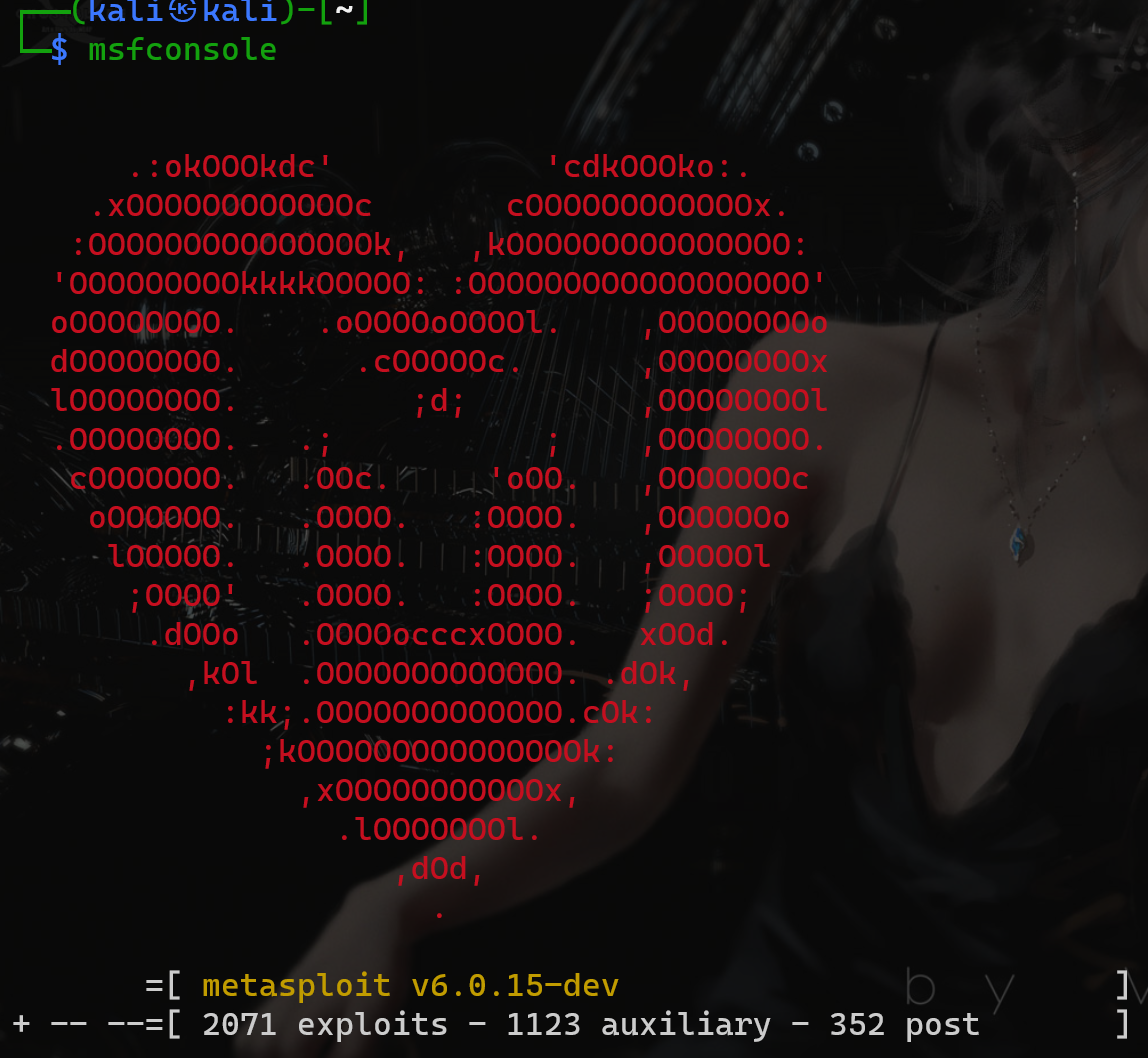 ┌──(kali㉿kali)-[~]
└─$ msfconsole
.:okOOOkdc'           'cdkOOOko:.
.xOOOOOOOOOOOOc       cOOOOOOOOOOOOx.
:OOOOOOOOOOOOOOOk,   ,kOOOOOOOOOOOOOOO:
'OOOOOOOOOkkkkOOOOO: :OOOOOOOOOOOOOOOOOO'
oOOOOOOOO.    .oOOOOoOOOOl.    ,OOOOOOOOo
dOOOOOOOO.      .cOOOOOc.      ,OOOOOOOOx
lOOOOOOOO.         ;d;         ,OOOOOOOOl
.OOOOOOOO.   .;           ;    ,OOOOOOOO.
cOOOOOOO.   .OOc.     'oOO.   ,OOOOOOOc
oOOOOOO.   .OOOO.   :OOOO.   ,OOOOOOo
lOOOOO.   .OOOO.   :OOOO.   ,OOOOOl
;OOOO'   .OOOO.   :OOOO.   ;OOOO;
.dOOo   .OOOOocccxOOOO.   xOOd.
,kOl  .OOOOOOOOOOOOO. .dOk,
:kk;.OOOOOOOOOOOOO.cOk:
;kOOOOOOOOOOOOOOOk:
,xOOOOOOOOOOOx,
.lOOOOOOOl.
,dOd,
.
=[ metasploit v6.0.15-dev                          ]
+ -- --=[ 2071 exploits - 1123 auxiliary - 352 post       ]
by